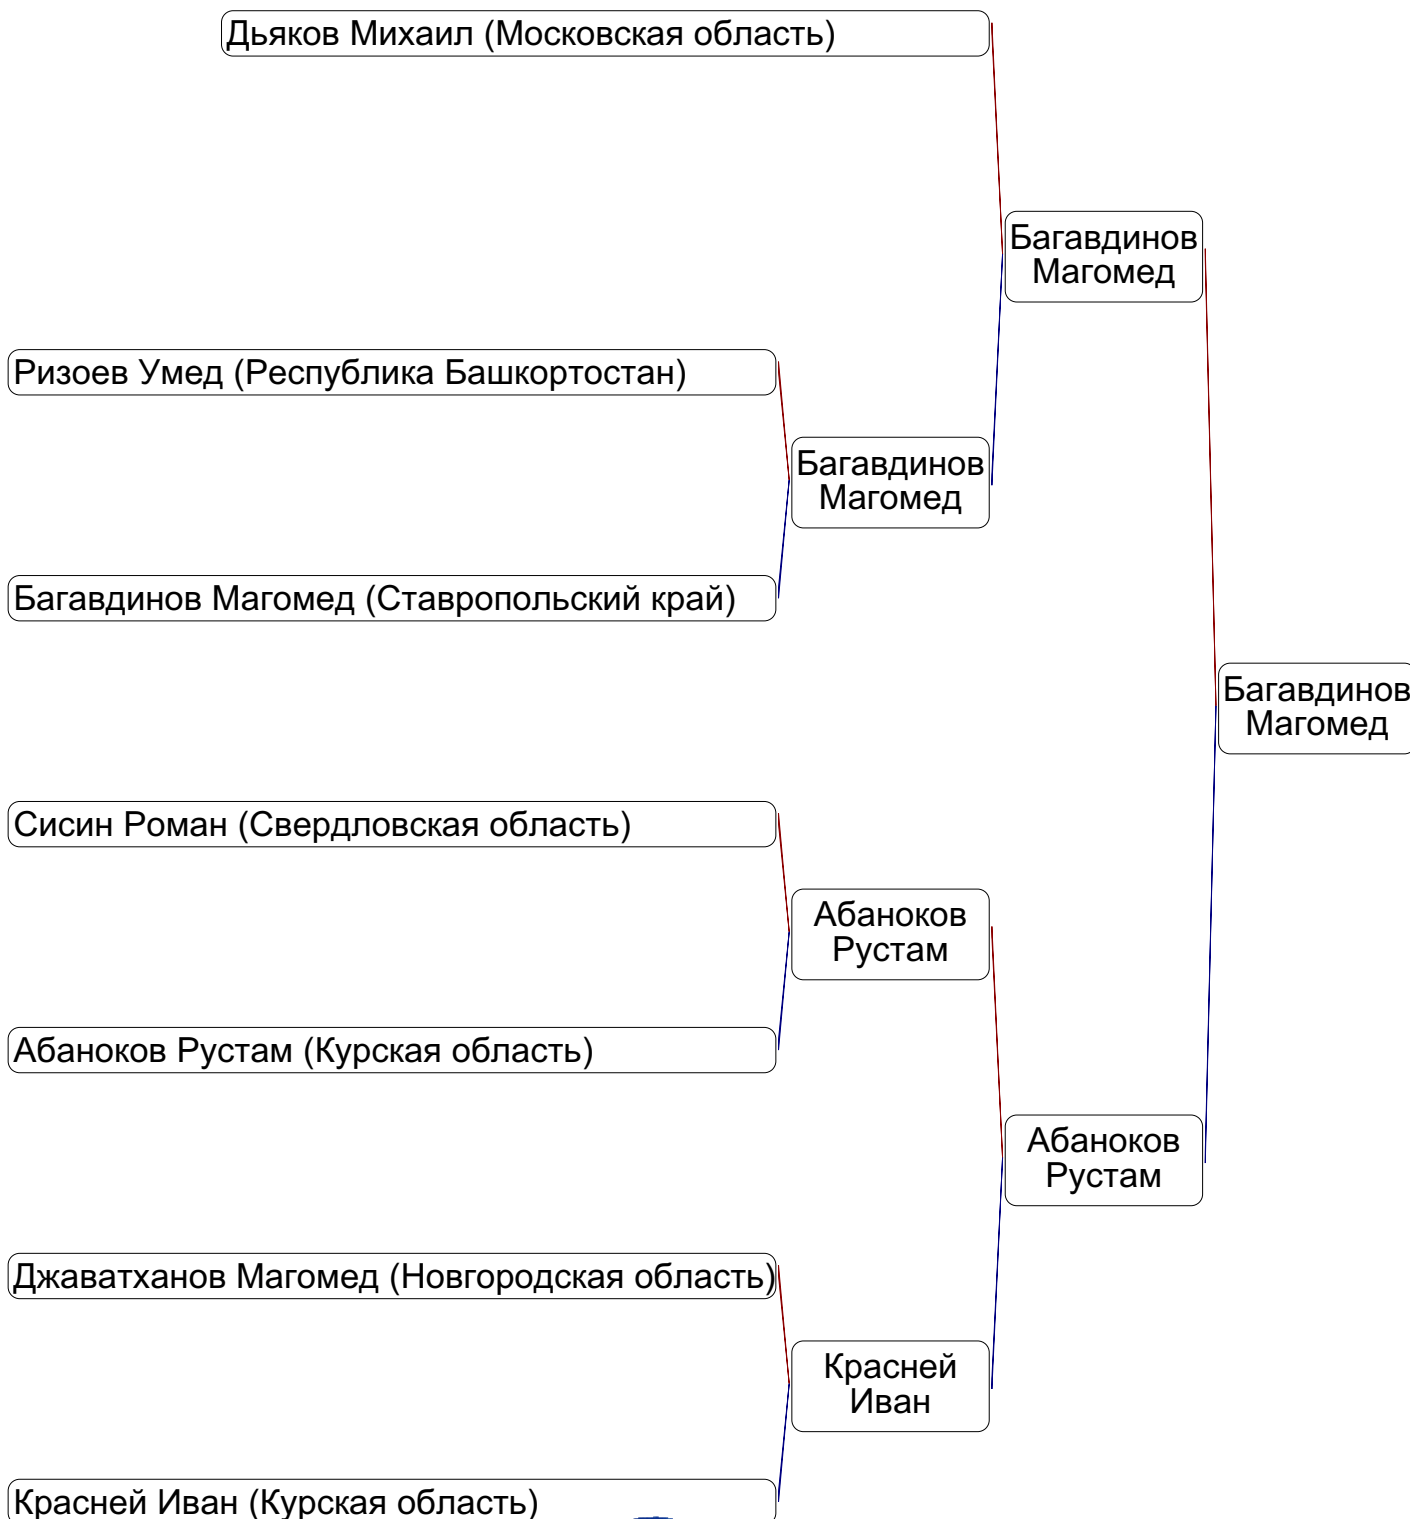 Дьяков Михаил (Московская область)
Багавдинов
Магомед
Ризоев Умед (Республика Башкортостан)
Багавдинов
Магомед
Багавдинов Магомед (Ставропольский край)
Багавдинов
Магомед
Сисин Роман (Свердловская область)
Абаноков
Рустам
Абаноков Рустам (Курская область)
Абаноков
Рустам
Джаватханов Магомед (Новгородская область)
Красней
Иван
Красней Иван (Курская область)